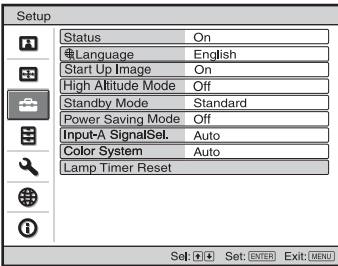 Setup
Status On
Language English
Start Up Image On
High Altitude Mode Off
Standby Mode Standard
Power Saving Mode Off
Input-A SignalSel. Auto
Color System Auto
Lamp Timer Reset
Sel: Set: ENTER Exit: MENU